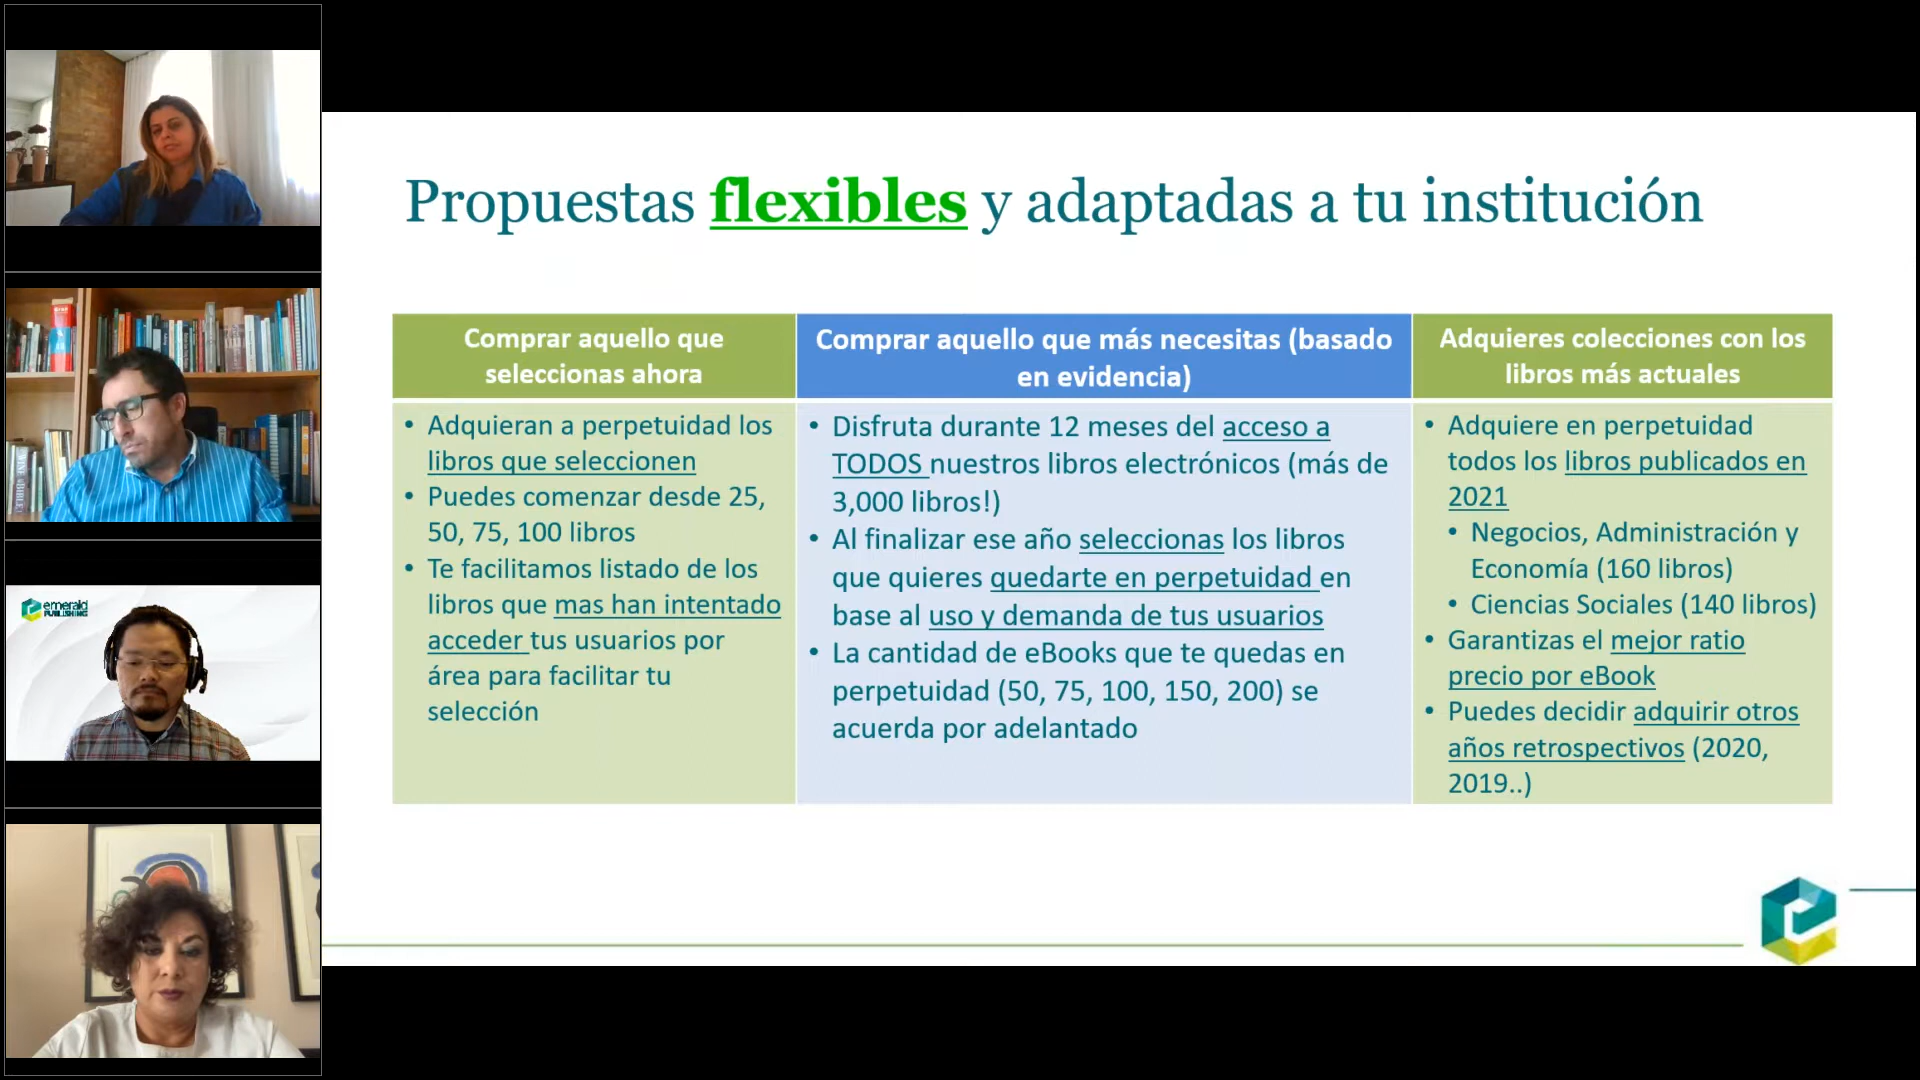 Propuestas flexibles y adaptadas a tu institución
Comprar aquello que
seleccionas ahora
• Adquieran a perpetuidad los
libros que seleccionen
• Puedes comenzar desde 25,
50, 75, 100 libros
• Te facilitamos listado de los
libros que mas han intentado
acceder tus usuarios por
área para facilitar tu
selección
Comprar aquello que más necesitas (basado
en evidencia)
• Disfruta durante 12 meses del acceso a
TODOS nuestros libros electrónicos (más de
3,000 libros!)
• Al finalizar ese año seleccionas los libros
que quieres quedarte en perpetuidad en
base al uso y demanda de tus usuarios
• La cantidad de eBooks que te quedas en
perpetuidad (50, 75, 100, 150, 200) se
acuerda por adelantado
Adquieres colecciones con los
libros más actuales
• Adquiere en perpetuidad
todos los libros publicados en
2021
• Negocios, Administración y
Economía (160 libros)
• Ciencias Sociales (140 libros)
• Garantizas el mejor ratio
precio por eBook
• Puedes decidir adquirir otros
años retrospectivos (2020,
2019..)
emerald
PUBLISHING